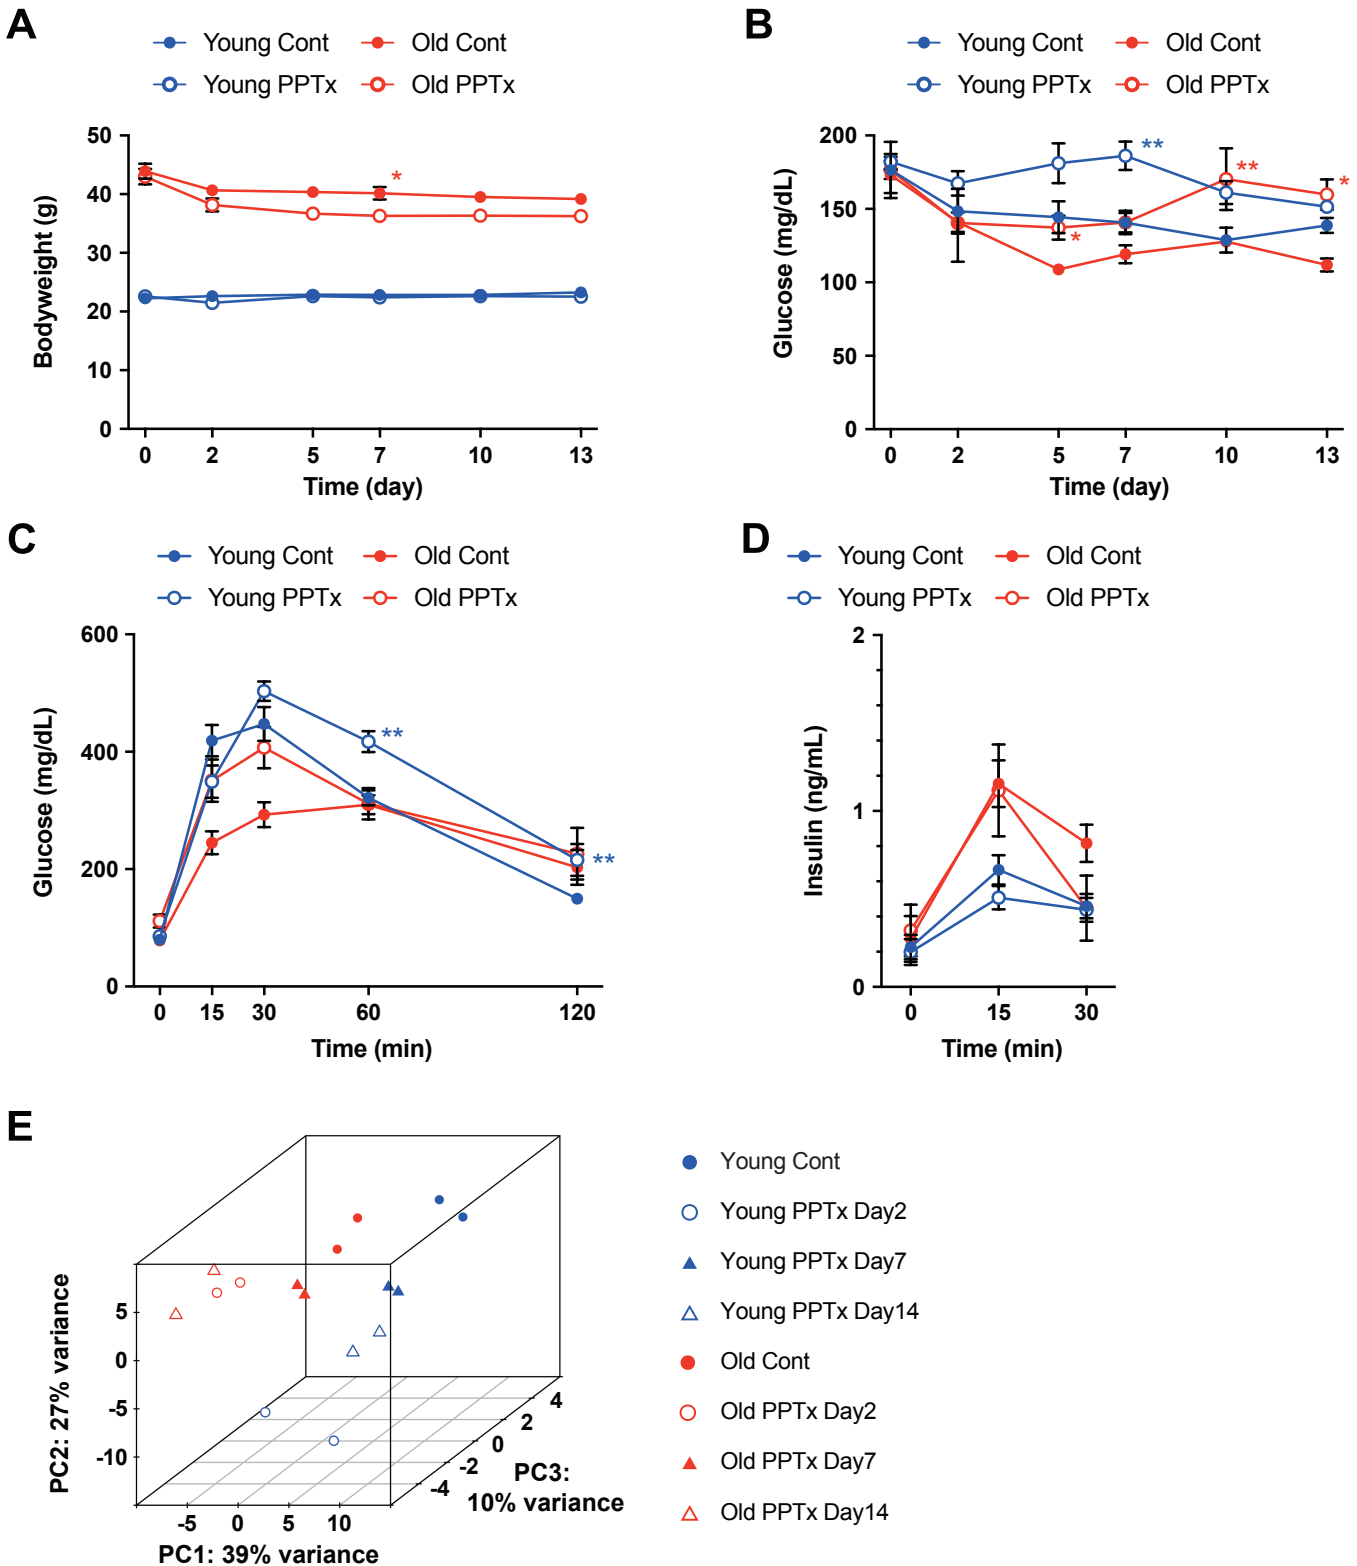 A
Young Cont
Old Cont
Young PPTx
Old PPTx
50
40
30
20
10
0
Bodyweight (g)
*
0 2 5 7 10 13
Time (day)
B
Young Cont
Old Cont
Young PPTx
Old PPTx
200
150
100
50
0
Glucose (mg/dL)
**
**
*
*
0 2 5 7 10 13
Time (day)
C
Young Cont
Old Cont
Young PPTx
Old PPTx
600
400
200
0
Glucose (mg/dL)
**
**
0 15 30 60 120
Time (min)
D
Young Cont
Old Cont
Young PPTx
Old PPTx
2
1
0
Insulin (ng/mL)
0 15 30
Time (min)
E
5
0
-5
-10
PC2: 27% variance
-5 0 5 10
PC1: 39% variance
4
2
0
-2
-4
PC3:
10% variance
Young Cont
Young PPTx Day2
Young PPTx Day7
Young PPTx Day14
Old Cont
Old PPTx Day2
Old PPTx Day7
Old PPTx Day14